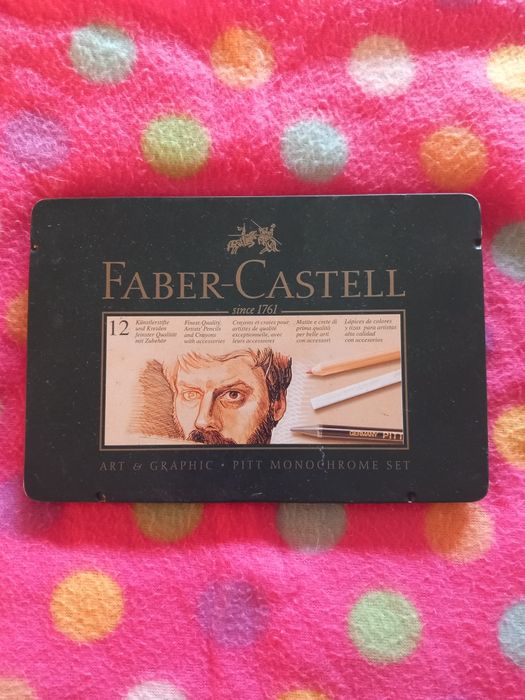 FABER-CASTELL
since 1761
12
Künstlerstifte
und Kreiden
feinster Qualität
mit Zubehör
Finest Quality
Artists' Pencils
and Crayons
with accessories
Crayons et craies pour
artistes de qualité
exceptionnelle, avec
leurs accessoires
Matite e crete di
prima qualità
per belle arti
con accessori
Lápices de colores
y tizas para artistas
alta calidad
con accesorios
GERMANY PITT
ART & GRAPHIC · PITT MONOCHROME SET